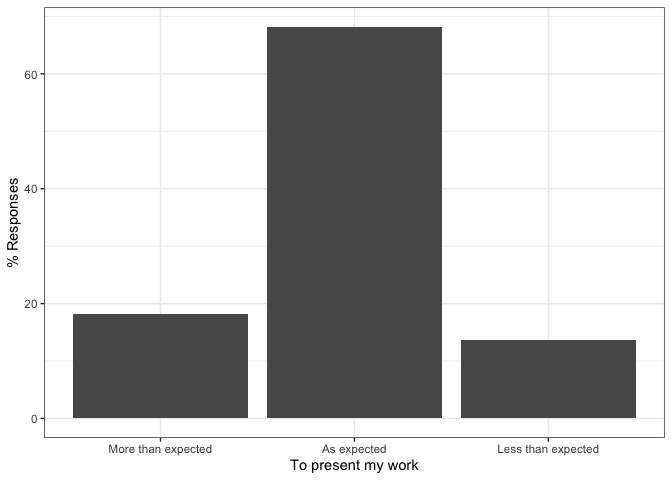 % Responses
60
40
20
0
More than expected As expected Less than expected
To present my work